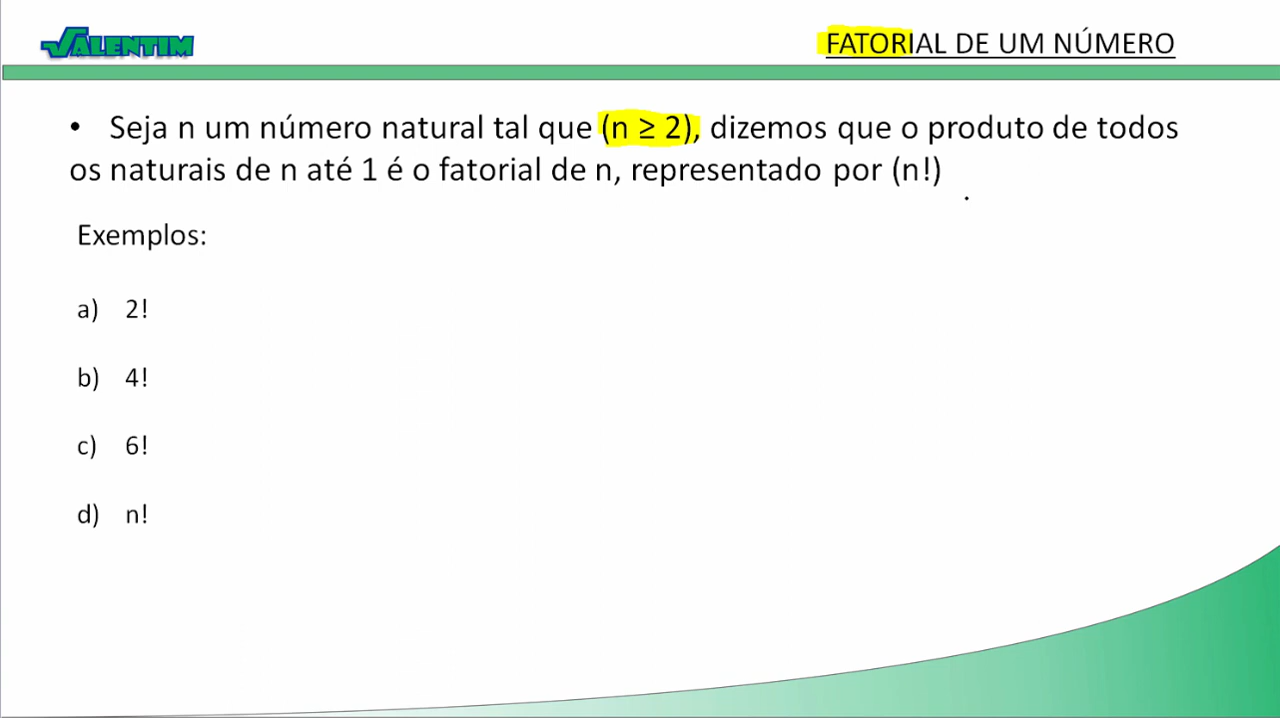 VALENTIM
FATORIAL DE UM NÚMERO
• Seja n um número natural tal que (n ≥ 2), dizemos que o produto de todos
os naturais de n até 1 é o fatorial de n, representado por (n!)
Exemplos:
a) 2!
b) 4!
c) 6!
d) n!